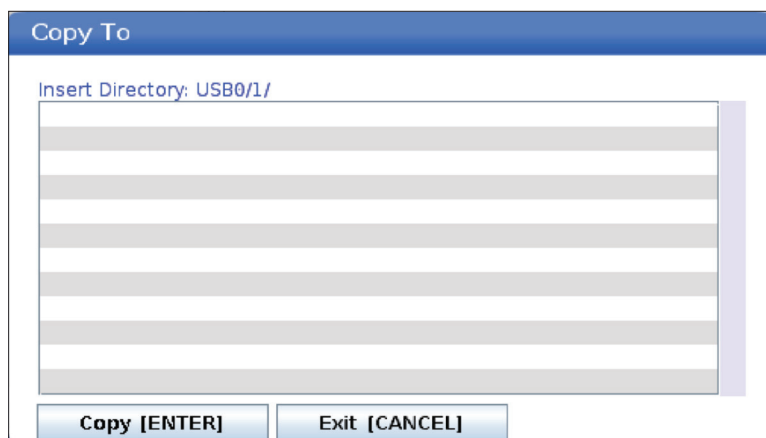 Copy To
Insert Directory: USB0/1/
Copy [ENTER] Exit [CANCEL]